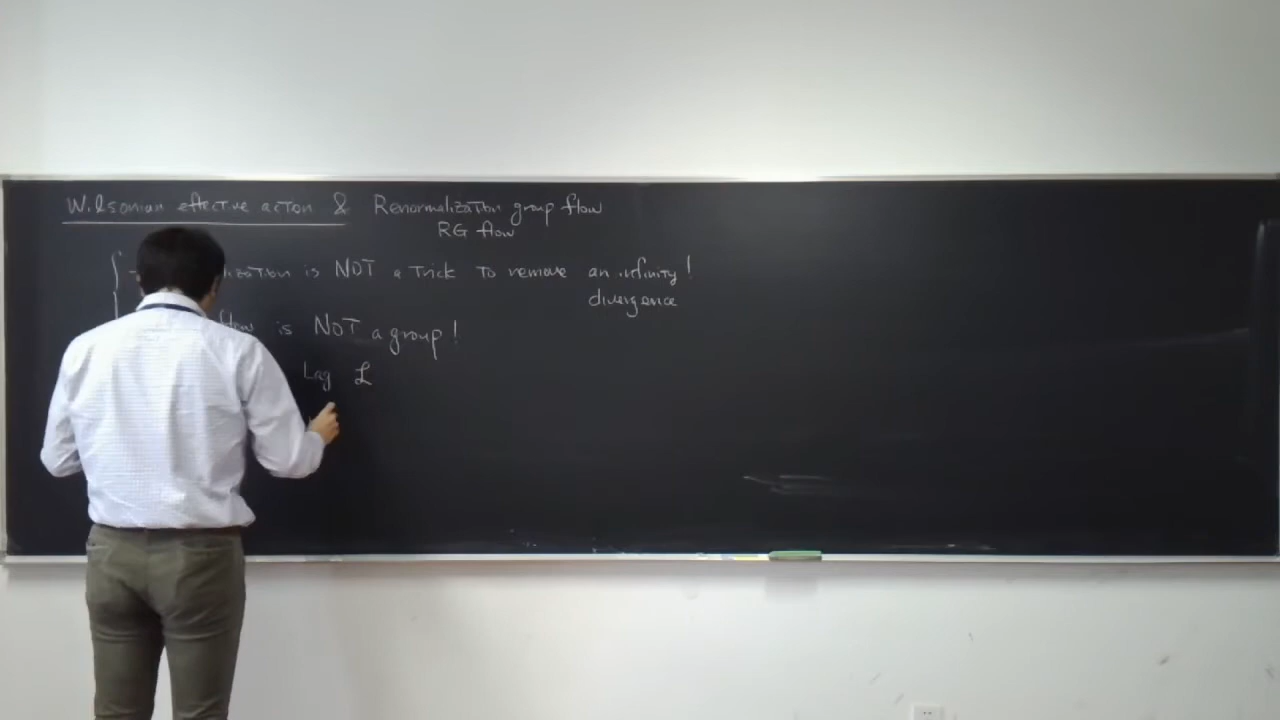 Wilsonian effective action & Renormalization group flow
RG flow
is NOT a trick to remove an infinity!
divergence
flow is NOT a group!
Lag ℒ